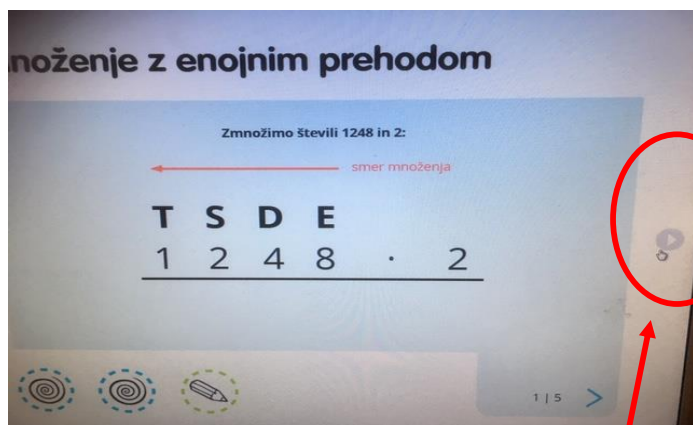 noženje z enojnim prehodom
Zmnožimo števili 1248 in 2:
smer množenja
T S D E
1 2 4 8 · 2
1 | 5